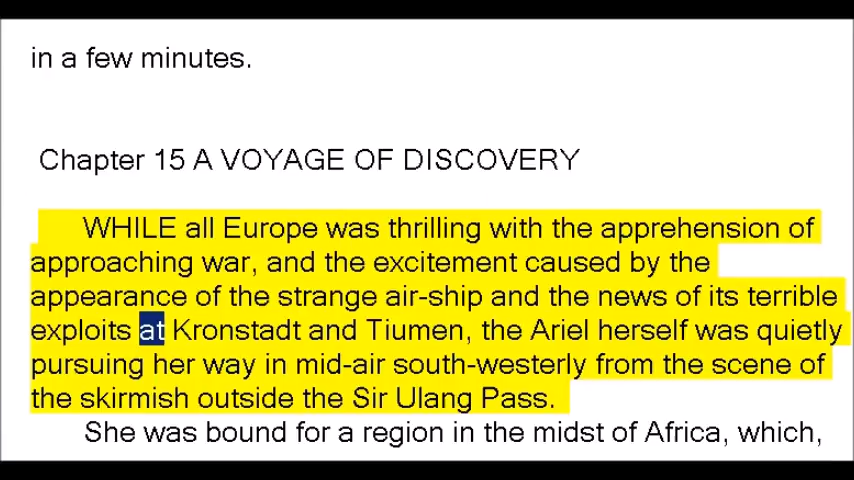 in a few minutes.
Chapter 15 A VOYAGE OF DISCOVERY
WHILE all Europe was thrilling with the apprehension of
approaching war, and the excitement caused by the
appearance of the strange air-ship and the news of its terrible
exploits at Kronstadt and Tiumen, the Ariel herself was quietly
pursuing her way in mid-air south-westerly from the scene of
the skirmish outside the Sir Ulang Pass.
She was bound for a region in the midst of Africa, which,